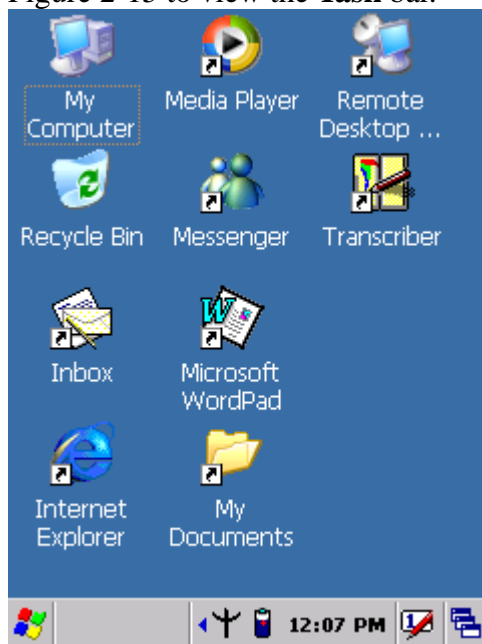 Figure 2-15 to view the Task bar.
My Computer
Media Player
Remote Desktop ...
Recycle Bin
Messenger
Transcriber
Inbox
Microsoft WordPad
Internet Explorer
My Documents
12:07 PM